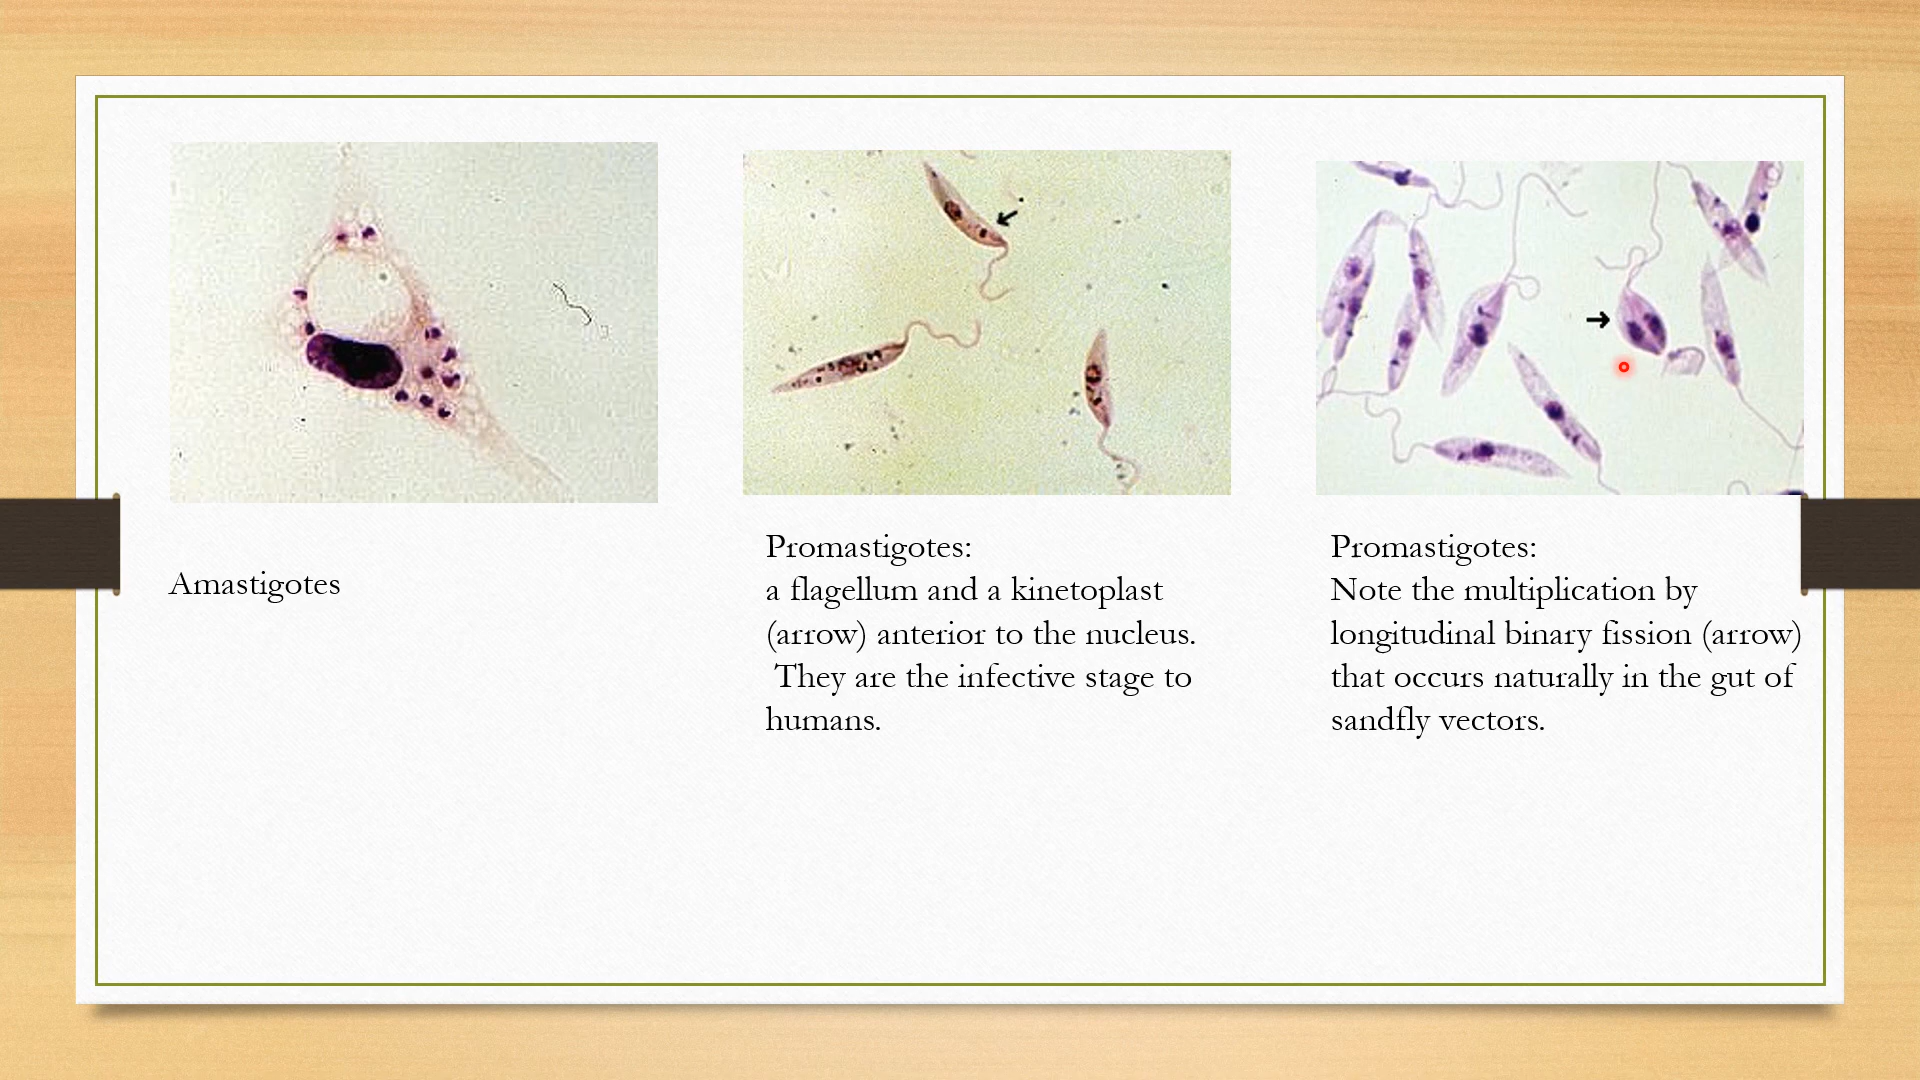 Amastigotes
Promastigotes:
a flagellum and a kinetoplast
(arrow) anterior to the nucleus.
They are the infective stage to
humans.
Promastigotes:
Note the multiplication by
longitudinal binary fission (arrow)
that occurs naturally in the gut of
sandfly vectors.